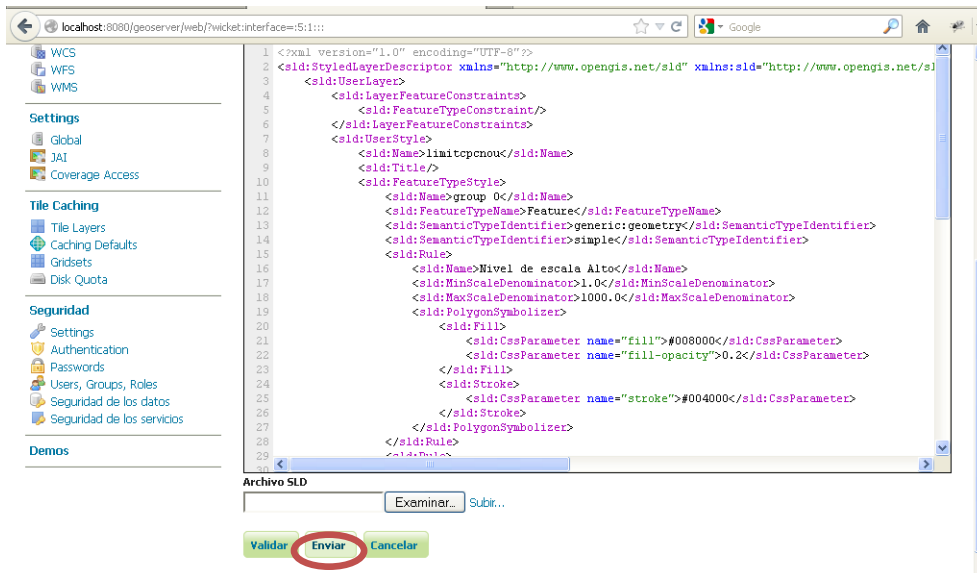 localhost:8080/geoserver/web/?wicket:interface=:5:1:::
Google
WCS
WFS
WMS
Settings
Global
JAI
Coverage Access
Tile Caching
Tile Layers
Caching Defaults
Gridsets
Disk Quota
Seguridad
Settings
Authentication
Passwords
Users, Groups, Roles
Seguridad de los datos
Seguridad de los servicios
Demos
1 <?xml version="1.0" encoding="UTF-8"?>
2 <sld:StyledLayerDescriptor xmlns="http://www.opengis.net/sld" xmlns:sld="http://www.opengis.net/sl
3 <sld:UserLayer>
4 <sld:LayerFeatureConstraints>
5 <sld:FeatureTypeConstraint/>
6 </sld:LayerFeatureConstraints>
7 <sld:UserStyle>
8 <sld:Name>limitcpcnou</sld:Name>
9 <sld:Title/>
10 <sld:FeatureTypeStyle>
11 <sld:Name>group 0</sld:Name>
12 <sld:FeatureTypeName>Feature</sld:FeatureTypeName>
13 <sld:SemanticTypeIdentifier>generic:geometry</sld:SemanticTypeIdentifier>
14 <sld:SemanticTypeIdentifier>simple</sld:SemanticTypeIdentifier>
15 <sld:Rule>
16 <sld:Name>Nivel de escala Alto</sld:Name>
17 <sld:MinScaleDenominator>1.0</sld:MinScaleDenominator>
18 <sld:MaxScaleDenominator>1000.0</sld:MaxScaleDenominator>
19 <sld:PolygonSymbolizer>
20 <sld:Fill>
21 <sld:CssParameter name="fill">#008000</sld:CssParameter>
22 <sld:CssParameter name="fill-opacity">0.2</sld:CssParameter>
23 </sld:Fill>
24 <sld:Stroke>
25 <sld:CssParameter name="stroke">#004000</sld:CssParameter>
26 </sld:Stroke>
27 </sld:PolygonSymbolizer>
28 </sld:Rule>
29 <sld:Rule>
30
Archivo SLD
Examinar... Subir...
Validar Enviar Cancelar